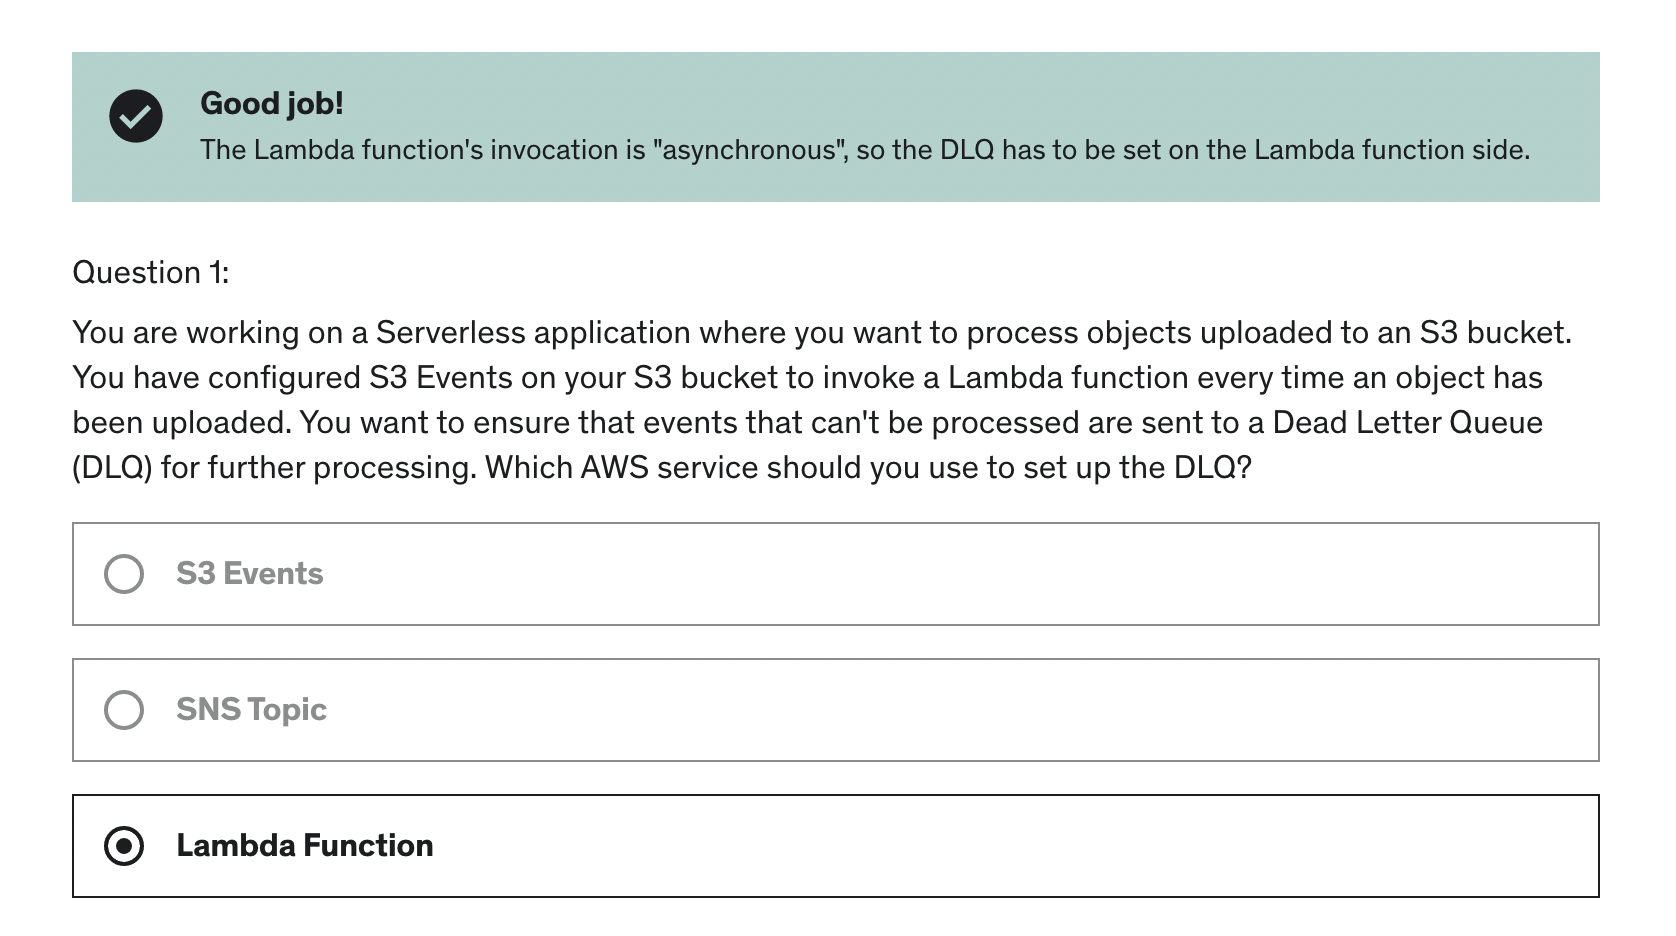 Good job!
The Lambda function's invocation is "asynchronous", so the DLQ has to be set on the Lambda function side.
Question 1:
You are working on a Serverless application where you want to process objects uploaded to an S3 bucket.
You have configured S3 Events on your S3 bucket to invoke a Lambda function every time an object has
been uploaded. You want to ensure that events that can't be processed are sent to a Dead Letter Queue
(DLQ) for further processing. Which AWS service should you use to set up the DLQ?
S3 Events
SNS Topic
Lambda Function